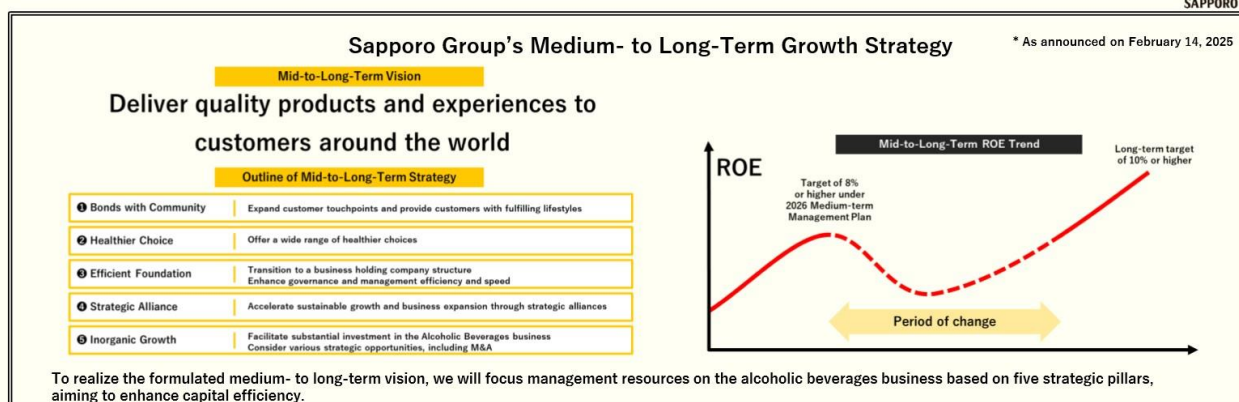 SAPPORO
Sapporo Group's Medium- to Long-Term Growth Strategy
* As announced on February 14, 2025
Mid-to-Long-Term Vision
Deliver quality products and experiences to
customers around the world
Outline of Mid-to-Long-Term Strategy
❶ Bonds with Community
Expand customer touchpoints and provide customers with fulfilling lifestyles
❷ Healthier Choice
Offer a wide range of healthier choices
❸ Efficient Foundation
Transition to a business holding company structure
Enhance governance and management efficiency and speed
❹ Strategic Alliance
Accelerate sustainable growth and business expansion through strategic alliances
❺ Inorganic Growth
Facilitate substantial investment in the Alcoholic Beverages business
Consider various strategic opportunities, including M&A
Mid-to-Long-Term ROE Trend
ROE
Target of 8%
or higher under
2026 Medium-term
Management Plan
Long-term target
of 10% or higher
Period of change
To realize the formulated medium- to long-term vision, we will focus management resources on the alcoholic beverages business based on five strategic pillars,
aiming to enhance capital efficiency.